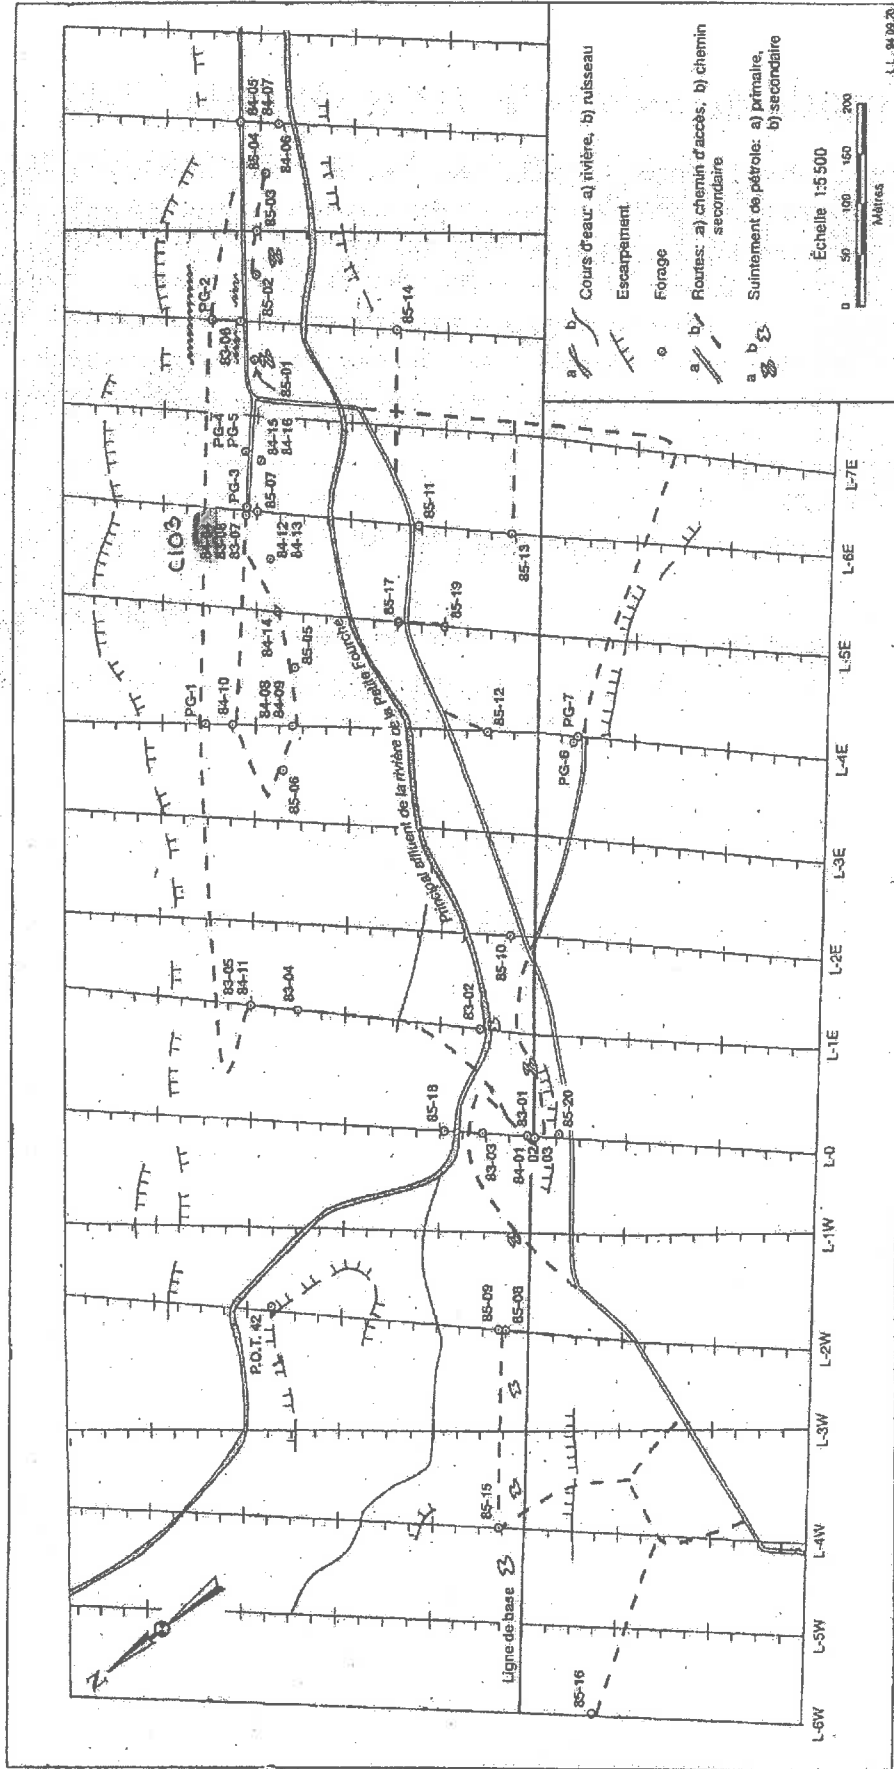 N
P.O.T. 42
85-18
83-05
84-11
83-04
PG-1
84-10
84-08
84-09
85-06
84-14
85-05
C103
83-07
84-12
84-13
PG-3
85-07
PG-4
PG-5
84-15
84-16
83-06
PG-2
85-01
85-02
85-03
85-04
84-05
84-07
84-06
85-14
Principal affluent de la rivière de la Petite Fourche
85-17
85-19
85-11
85-13
85-12
PG-6
PG-7
83-02
85-10
83-03
84-01
02
03
83-01
85-20
85-09
85-08
85-15
Ligne de base
85-16
L-6W
L-5W
L-4W
L-3W
L-2W
L-1W
L-0
L-1E
L-2E
L-3E
L-4E
L-5E
L-6E
L-7E
a b
Cours d'eau: a) rivière, b) ruisseau
Escarpement
Forage
a b
Routes: a) chemin d'accès, b) chemin
secondaire
a b
Suintement de pétrole: a) primaire,
b) secondaire
Échelle 1:5 500
0 50 100 150 200
Mètres